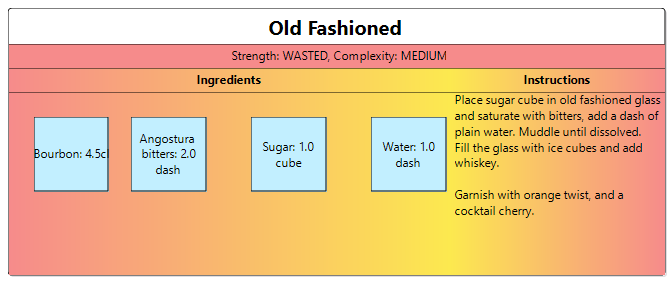 Old Fashioned
Strength: WASTED, Complexity: MEDIUM
Ingredients
Instructions
Bourbon: 4.5cl
Angostura
bitters: 2.0
dash
Sugar: 1.0
cube
Water: 1.0
dash
Place sugar cube in old fashioned glass
and saturate with bitters, add a dash of
plain water. Muddle until dissolved.
Fill the glass with ice cubes and add
whiskey.
Garnish with orange twist, and a
cocktail cherry.